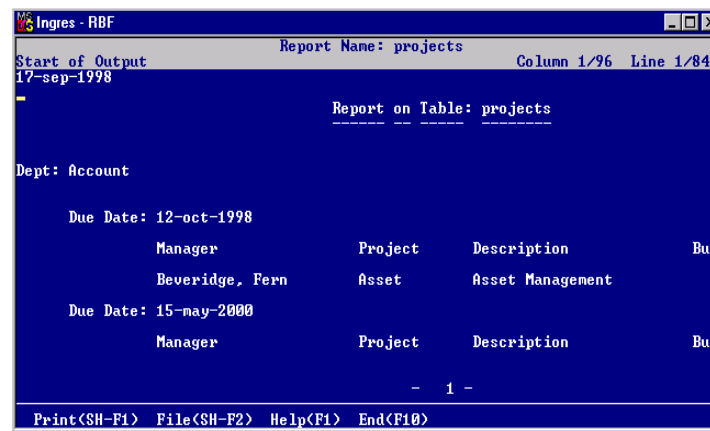 Ingres - RBF
Report Name: projects
Start of Output Column 1/96 Line 1/84
17-sep-1998
Report on Table: projects
Dept: Account
Due Date: 12-oct-1998
Manager Project Description Bu
Beveridge, Fern Asset Asset Management
Due Date: 15-may-2000
Manager Project Description Bu
- 1 -
Print(SH-F1) File(SH-F2) Help(F1) End(F10)